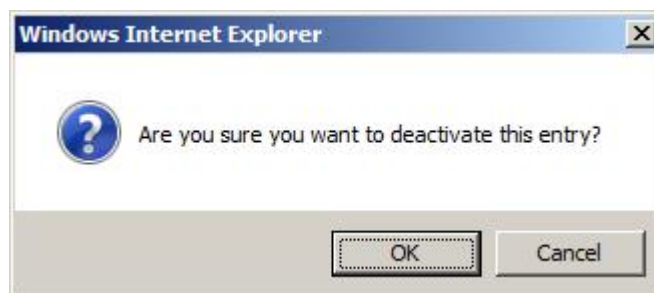 Windows Internet Explorer
Are you sure you want to deactivate this entry?
OK
Cancel